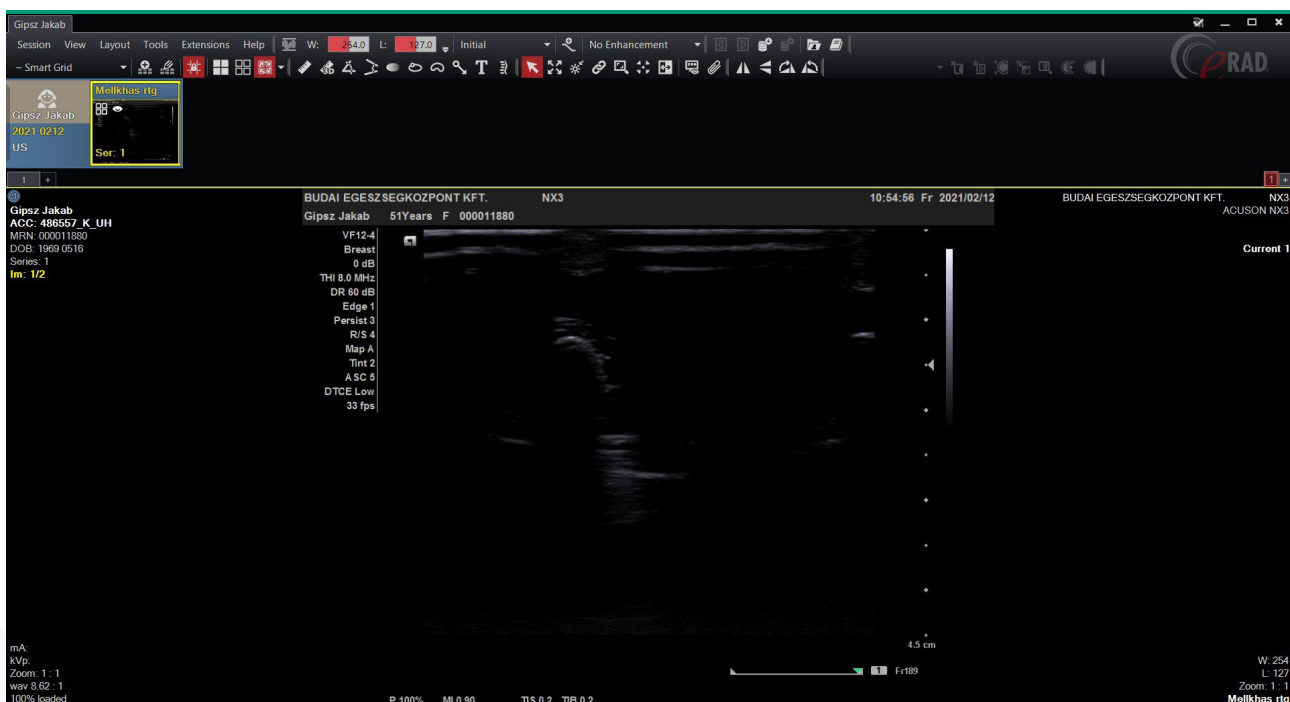 Gipsz Jakab
Session View Layout Tools Extensions Help W: 254.0 L: 127.0 Initial No Enhancement
~ Smart Grid
eRAD
Gipsz Jakab
2021 0212
US
Mellkhas rtg
Ser: 1
1 +
1 +
Gipsz Jakab
ACC: 486557_K_UH
MRN: 000011880
DOB: 1969 0516
Series: 1
Im: 1/2
BUDAI EGESZSEGKOZPONT KFT. NX3 10:54:56 Fr 2021/02/12
Gipsz Jakab 51Years F 000011880
BUDAI EGESZSEGKOZPONT KFT. NX3
ACUSON NX3
Current 1
VF12-4
Breast
0 dB
THI 8.0 MHz
DR 60 dB
Edge 1
Persist 3
R/S 4
Map A
Tint 2
ASC 5
DTCE Low
33 fps
4.5 cm
1 Fr189
mA:
kVp:
Zoom: 1 : 1
wav 8.62 : 1
100% loaded
P 100% MI 0.90 TIS 0.2 TIB 0.2
W: 254
L: 127
Zoom: 1 : 1
Mellkhas rtg